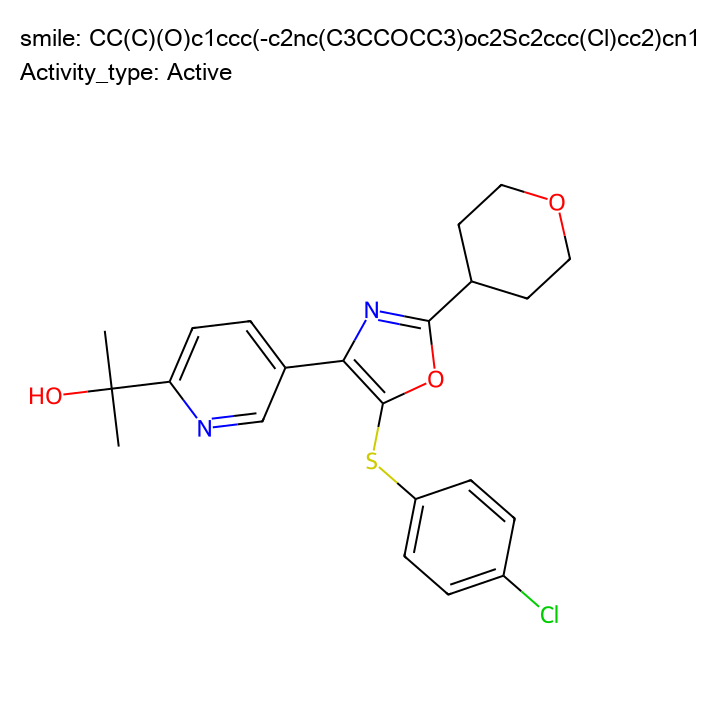 smile: CC(C)(O)c1ccc(-c2nc(C3CCOCC3)oc2Sc2ccc(Cl)cc2)cn1
Activity_type: Active
O
N
O
HO
N
S
Cl